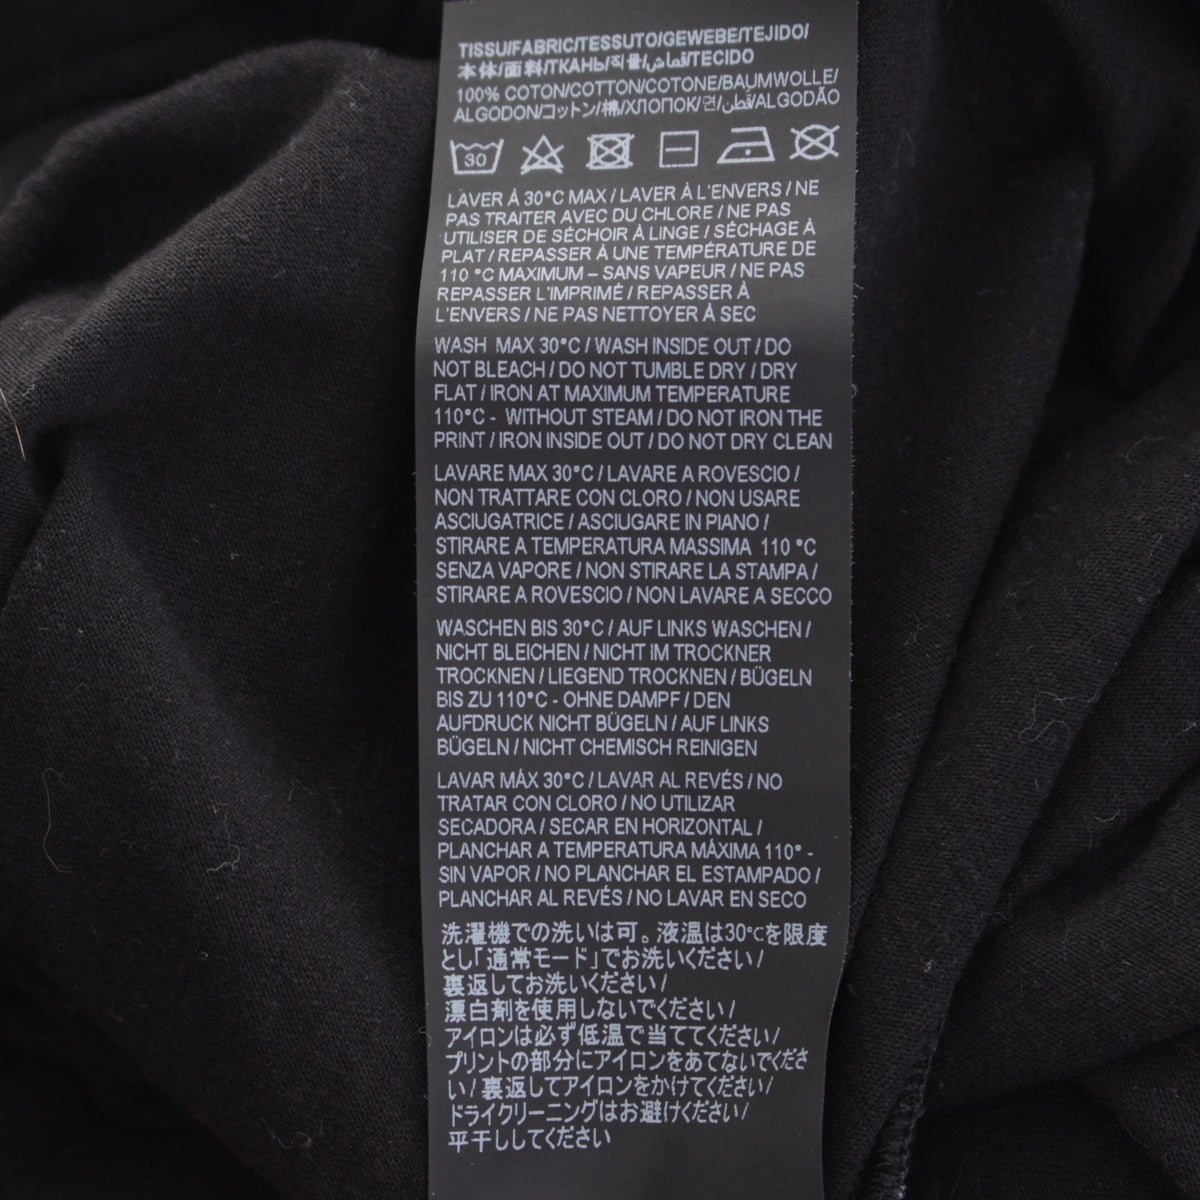 TISSU/FABRIC/TESSUTO/GEWEBE/TEJIDO/
本体/面料/ТКАНЬ/직물/قماش/TECIDO
100% COTON/COTTON/COTONE/BAUMWOLLE/
ALGODON/コットン/棉/ХЛОПОК/면/قطن/ALGODÃO
30
LAVER À 30°C MAX / LAVER À L'ENVERS / NE
PAS TRAITER AVEC DU CHLORE / NE PAS
UTILISER DE SÉCHOIR À LINGE / SÉCHAGE À
PLAT / REPASSER À UNE TEMPÉRATURE DE
110 °C MAXIMUM – SANS VAPEUR / NE PAS
REPASSER L'IMPRIMÉ / REPASSER À
L'ENVERS / NE PAS NETTOYER À SEC
WASH MAX 30°C / WASH INSIDE OUT / DO
NOT BLEACH / DO NOT TUMBLE DRY / DRY
FLAT / IRON AT MAXIMUM TEMPERATURE
110°C - WITHOUT STEAM / DO NOT IRON THE
PRINT / IRON INSIDE OUT / DO NOT DRY CLEAN
LAVARE MAX 30°C / LAVARE A ROVESCIO /
NON TRATTARE CON CLORO / NON USARE
ASCIUGATRICE / ASCIUGARE IN PIANO /
STIRARE A TEMPERATURA MASSIMA 110 °C
SENZA VAPORE / NON STIRARE LA STAMPA /
STIRARE A ROVESCIO / NON LAVARE A SECCO
WASCHEN BIS 30°C / AUF LINKS WASCHEN /
NICHT BLEICHEN / NICHT IM TROCKNER
TROCKNEN / LIEGEND TROCKNEN / BÜGELN
BIS ZU 110°C - OHNE DAMPF / DEN
AUFDRUCK NICHT BÜGELN / AUF LINKS
BÜGELN / NICHT CHEMISCH REINIGEN
LAVAR MÁX 30°C / LAVAR AL REVÉS / NO
TRATAR CON CLORO / NO UTILIZAR
SECADORA / SECAR EN HORIZONTAL /
PLANCHAR A TEMPERATURA MÁXIMA 110° -
SIN VAPOR / NO PLANCHAR EL ESTAMPADO /
PLANCHAR AL REVÉS / NO LAVAR EN SECO
洗濯機での洗いは可。液温は30℃を限度
とし「通常モード」でお洗いください /
裏返してお洗いください /
漂白剤を使用しないでください /
アイロンは必ず低温で当ててください /
プリントの部分にアイロンをあてないでくださ
い / 裏返してアイロンをかけてください /
ドライクリーニングはお避けください /
平干ししてください